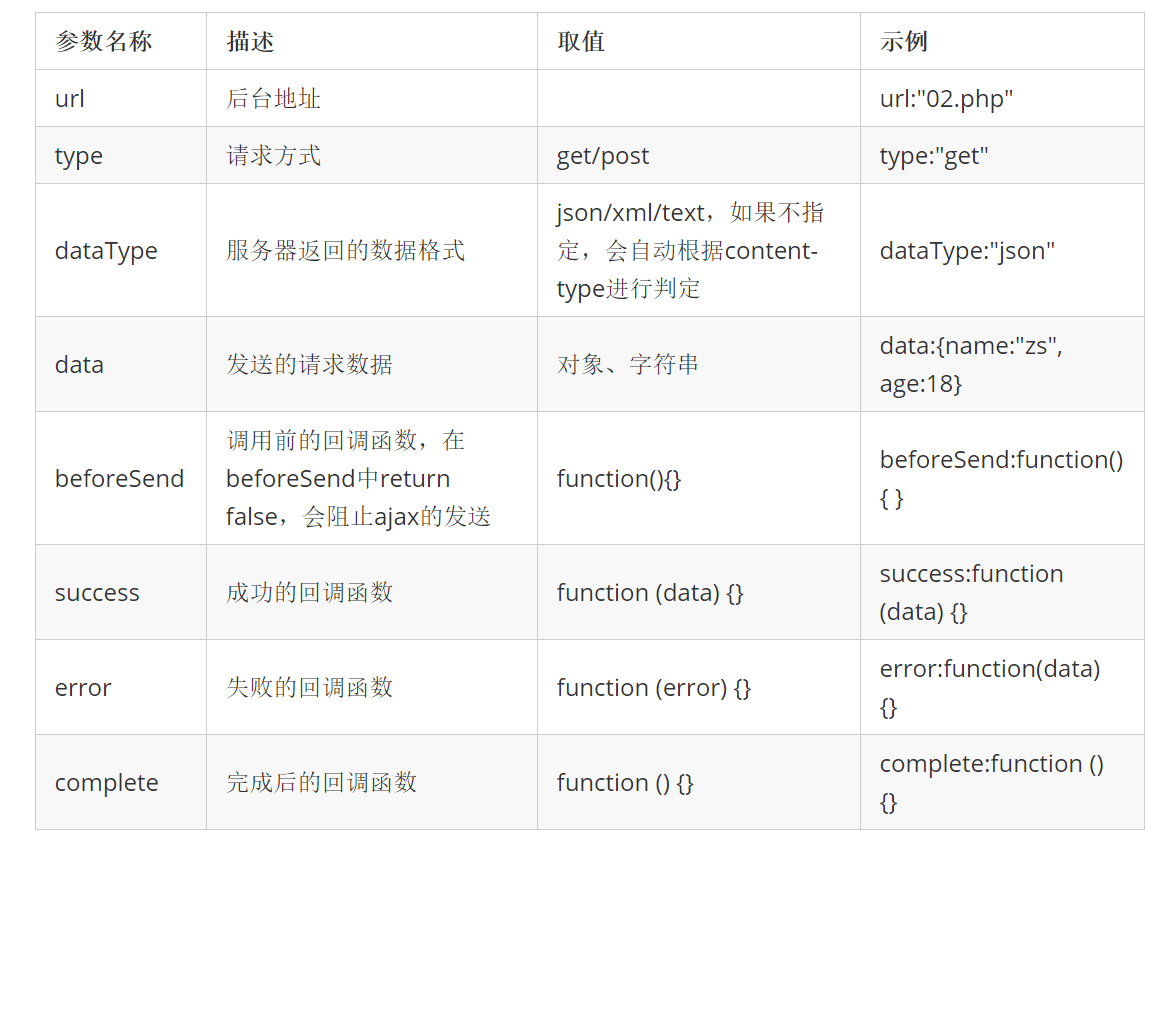 参数名称 描述 取值 示例
url 后台地址 url:"02.php"
type 请求方式 get/post type:"get"
dataType
服务器返回的数据格式
json/xml/text，如果不指
定，会自动根据content-
type进行判定
dataType:"json"
data
发送的请求数据
对象、字符串
data:{name:"zs",
age:18}
beforeSend
调用前的回调函数，在
beforeSend中return
false，会阻止ajax的发送
function(){}
beforeSend:function()
{ }
success
成功的回调函数
function (data) {}
success:function
(data) {}
error
失败的回调函数
function (error) {}
error:function(data)
{}
complete
完成后的回调函数
function () {}
complete:function ()
{}